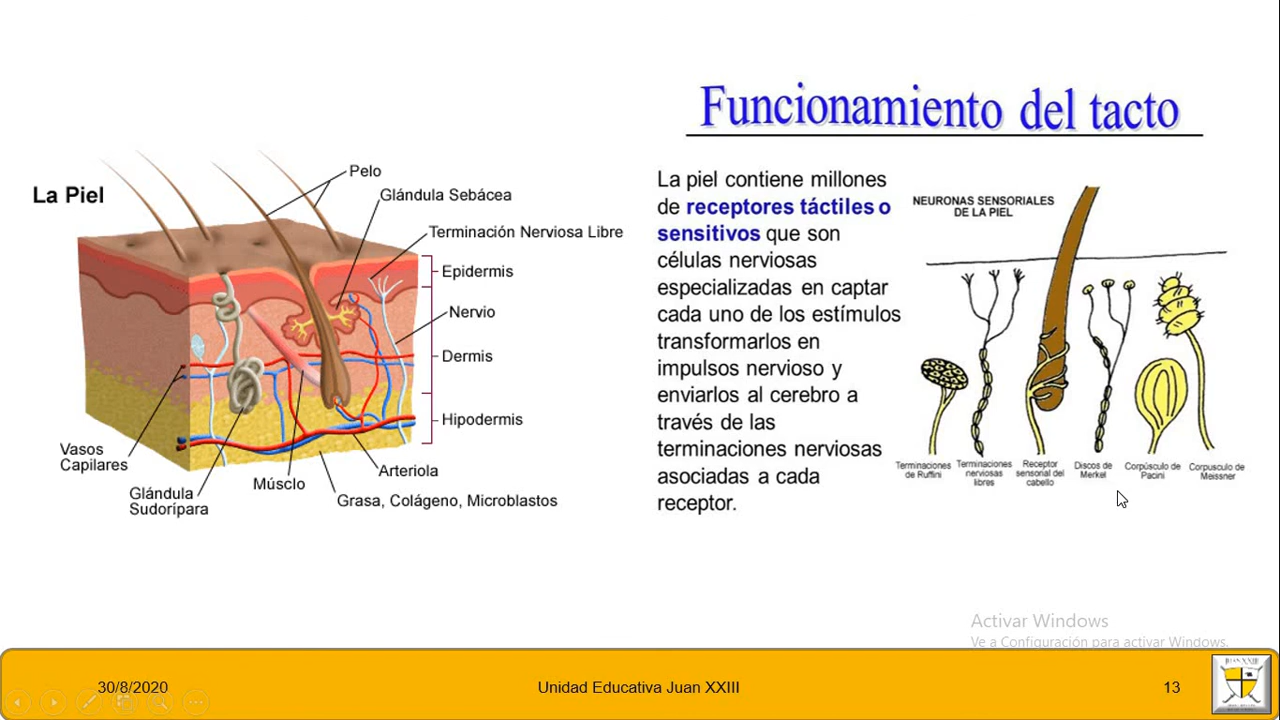 Funcionamiento del tacto
La Piel
Pelo
Glándula Sebácea
Terminación Nerviosa Libre
Epidermis
Nervio
Dermis
Hipodermis
Vasos
Capilares
Glándula
Sudorípara
Músclo
Arteriola
Grasa, Colágeno, Microblastos
La piel contiene millones
de receptores táctiles o
sensitivos que son
células nerviosas
especializadas en captar
cada uno de los estímulos
transformarlos en
impulsos nervioso y
enviarlos al cerebro a
través de las
terminaciones nerviosas
asociadas a cada
receptor.
NEURONAS SENSORIALES
DE LA PIEL
Terminaciones
de Ruffini
Terminaciones
nerviosas
libres
Receptor
sensorial del
cabello
Discos de
Merkel
Corpúsculo de
Pacini
Corpusculo de
Meissner
Activar Windows
Ve a Configuración para activar Windows.
30/8/2020
Unidad Educativa Juan XXIII
13
JUAN XXIII